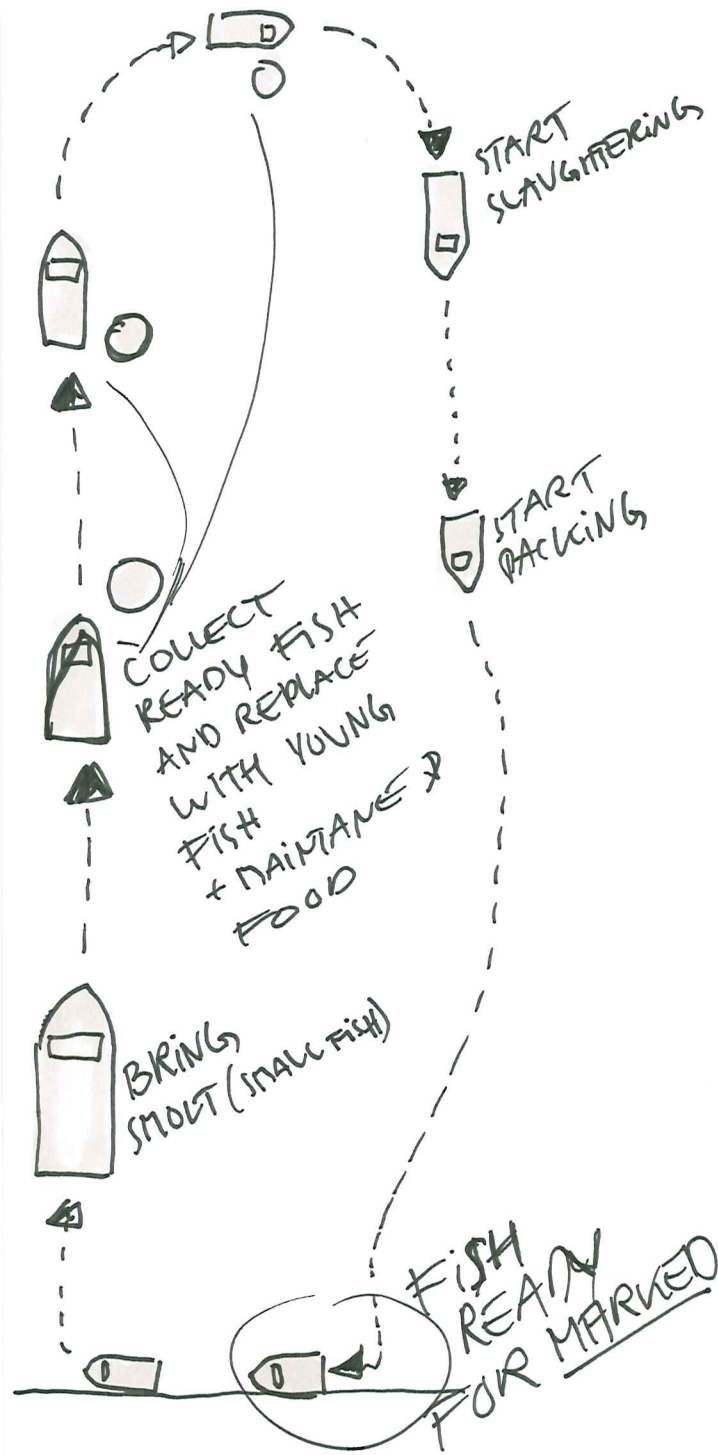 START
SLAUGHTERING
START
PACKING
COLLECT
READY FISH
AND REPLACE
WITH YOUNG
FISH
+ MAINTANE
FOOD
BRING
SMOLT (SMALL FISH)
FISH
READY
FOR MARKED